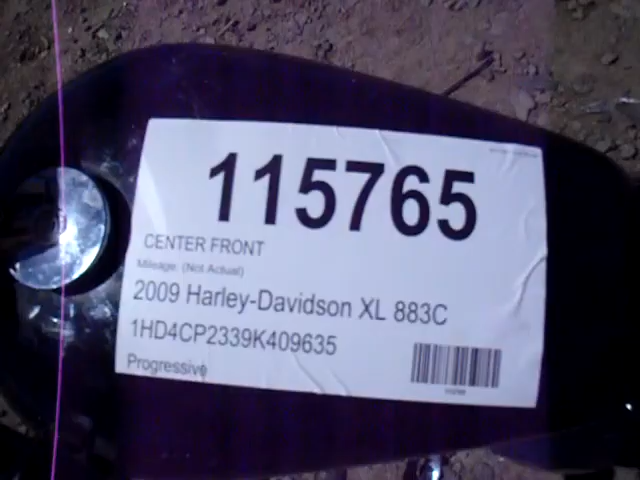 115765
CENTER FRONT
Mileage: (Not Actual)
2009 Harley-Davidson XL 883C
1HD4CP2339K409635
Progressive